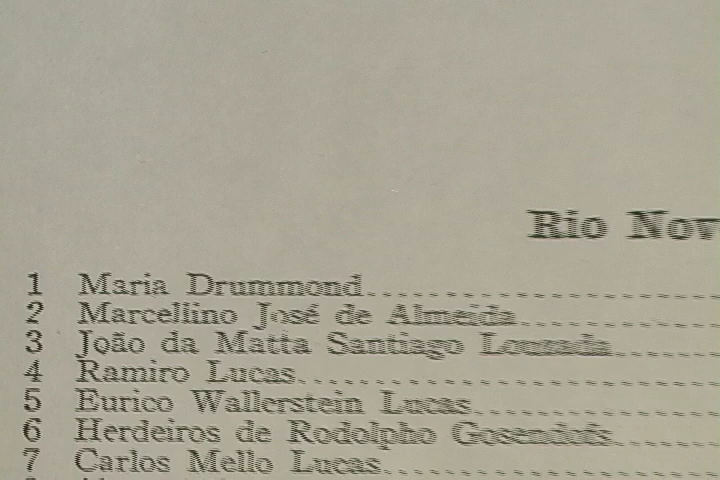 Rio Nov
1 Maria Drummond
2 Marcellino José de Almeida
3 João da Matta Santiago
4 Ramiro Lucas
5 Eurico Wallerstein Lucas
6 Herdeiros de Rodolpho
7 Carlos Mello Lucas